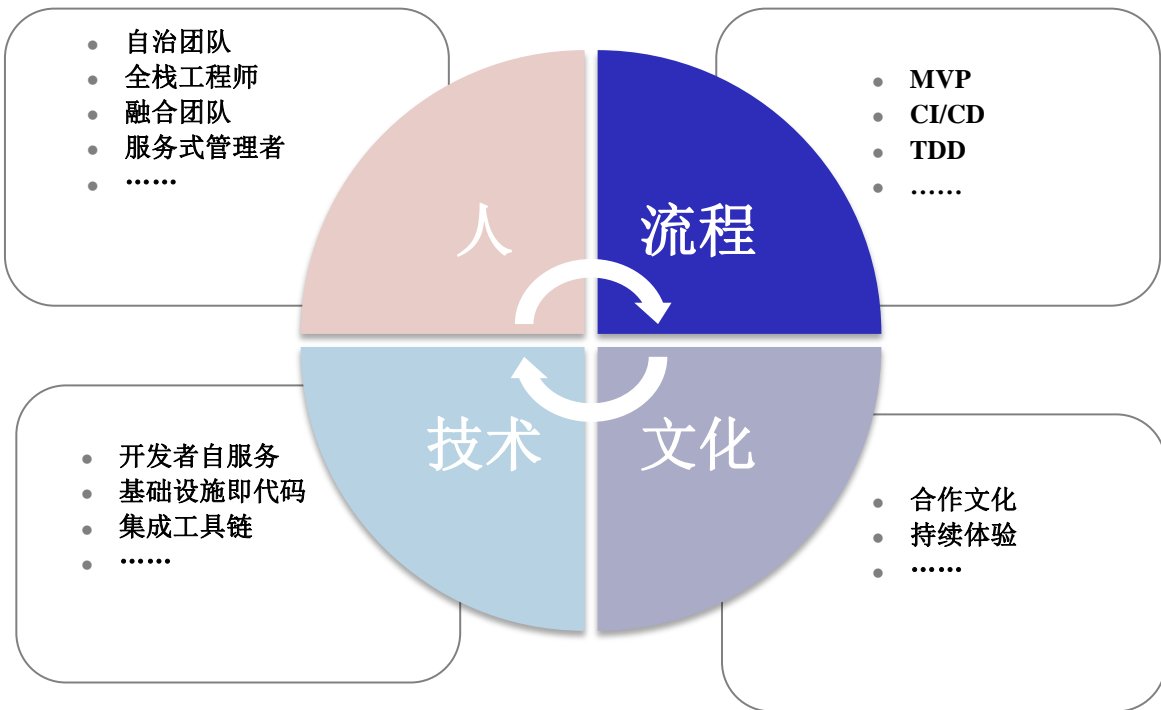 自治团队
全栈工程师
融合团队
服务式管理者
……
MVP
CI/CD
TDD
……
人
流程
技术
文化
开发者自服务
基础设施即代码
集成工具链
……
合作文化
持续体验
……